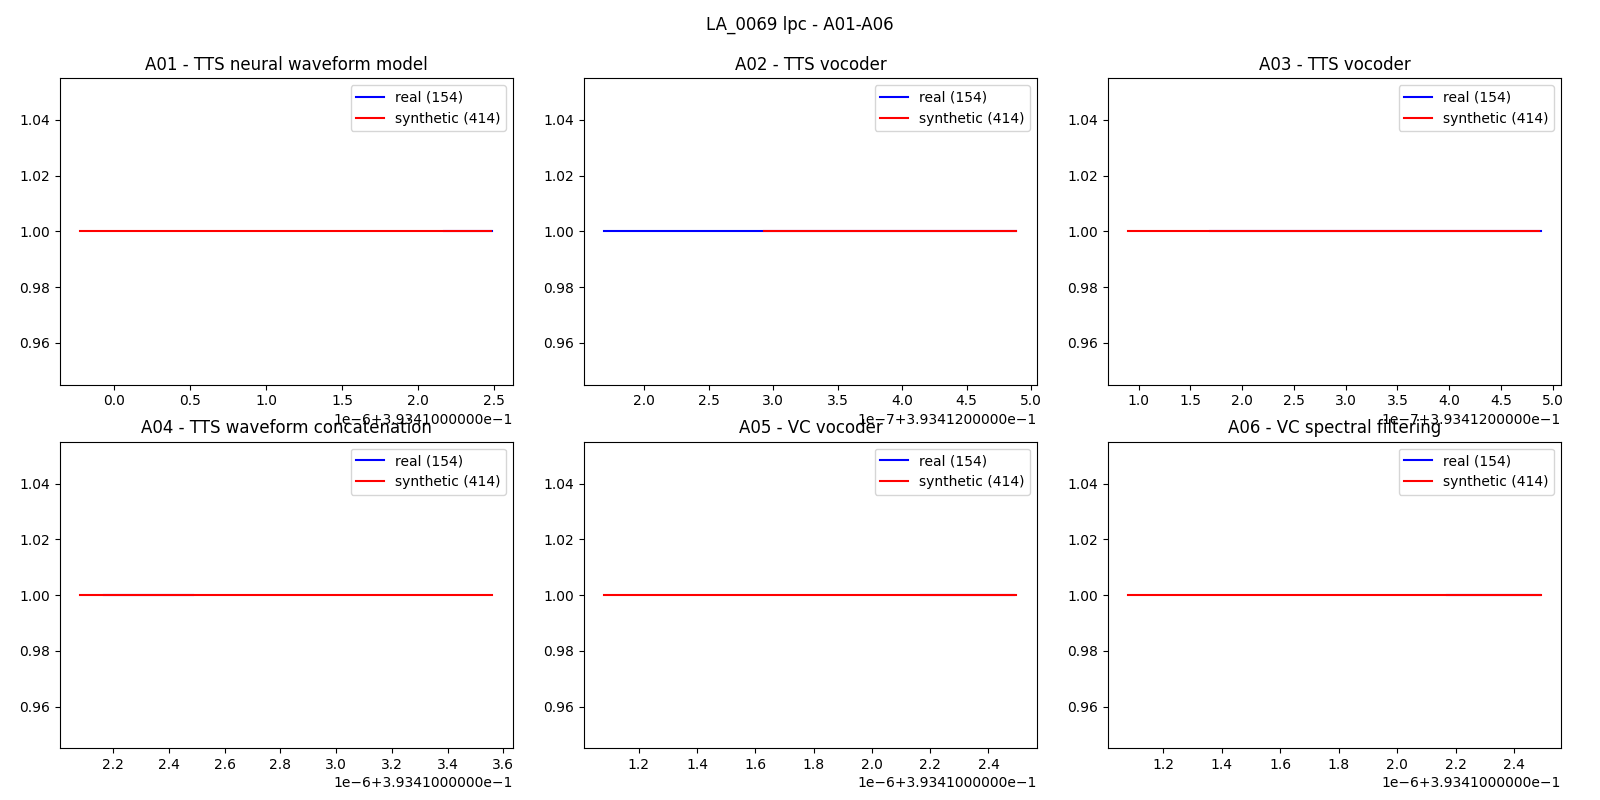 LA_0069 lpc - A01-A06
A01 - TTS neural waveform model
real (154)
synthetic (414)
1.04
1.02
1.00
0.98
0.96
0.0 0.5 1.0 1.5 2.0 2.5
1e−6+3.9341000000e−1
A02 - TTS vocoder
real (154)
synthetic (414)
1.04
1.02
1.00
0.98
0.96
2.0 2.5 3.0 3.5 4.0 4.5 5.0
1e−7+3.9341200000e−1
A03 - TTS vocoder
real (154)
synthetic (414)
1.04
1.02
1.00
0.98
0.96
1.0 1.5 2.0 2.5 3.0 3.5 4.0 4.5 5.0
1e−7+3.9341200000e−1
A04 - TTS waveform concatenation
real (154)
synthetic (414)
1.04
1.02
1.00
0.98
0.96
2.2 2.4 2.6 2.8 3.0 3.2 3.4 3.6
1e−6+3.9341000000e−1
A05 - VC vocoder
real (154)
synthetic (414)
1.04
1.02
1.00
0.98
0.96
1.2 1.4 1.6 1.8 2.0 2.2 2.4
1e−6+3.9341000000e−1
A06 - VC spectral filtering
real (154)
synthetic (414)
1.04
1.02
1.00
0.98
0.96
1.2 1.4 1.6 1.8 2.0 2.2 2.4
1e−6+3.9341000000e−1